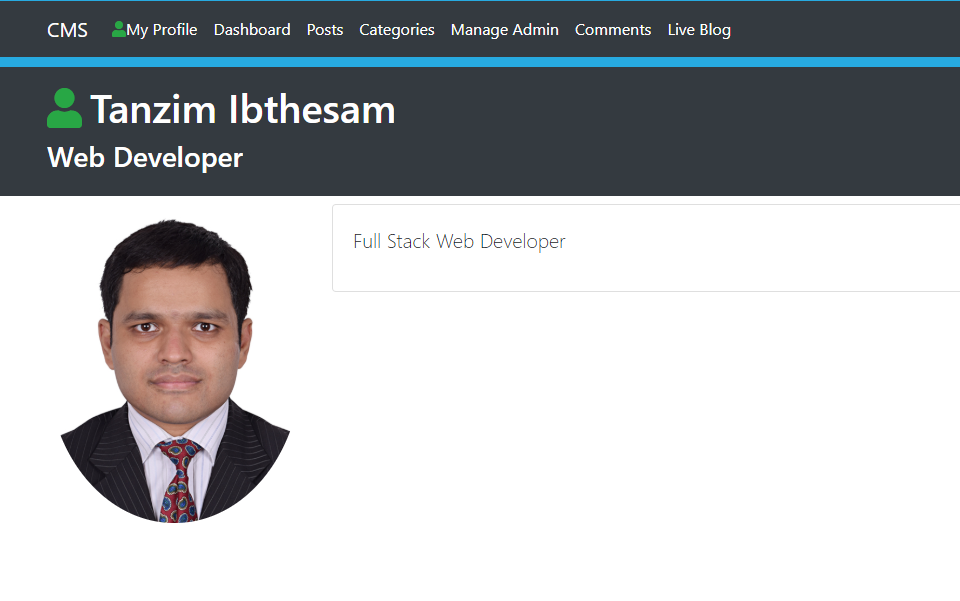 CMS My Profile Dashboard Posts Categories Manage Admin Comments Live Blog
Tanzim Ibthesam
Web Developer
Full Stack Web Developer